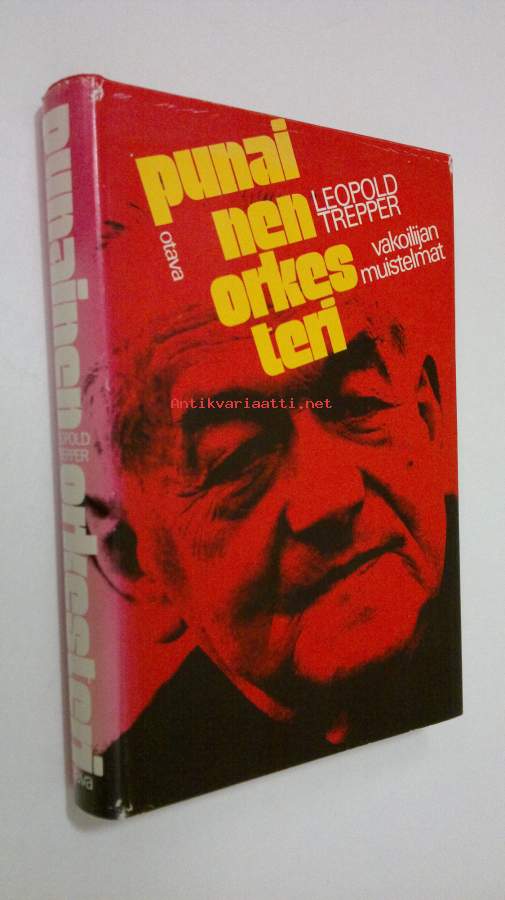 punai
nen
orkes
teri
LEOPOLD
TREPPER
vakoilijan
muistelmat
otava
Antikvariaatti.net
punainen orkesteri
LEOPOLD
TREPPER
otava